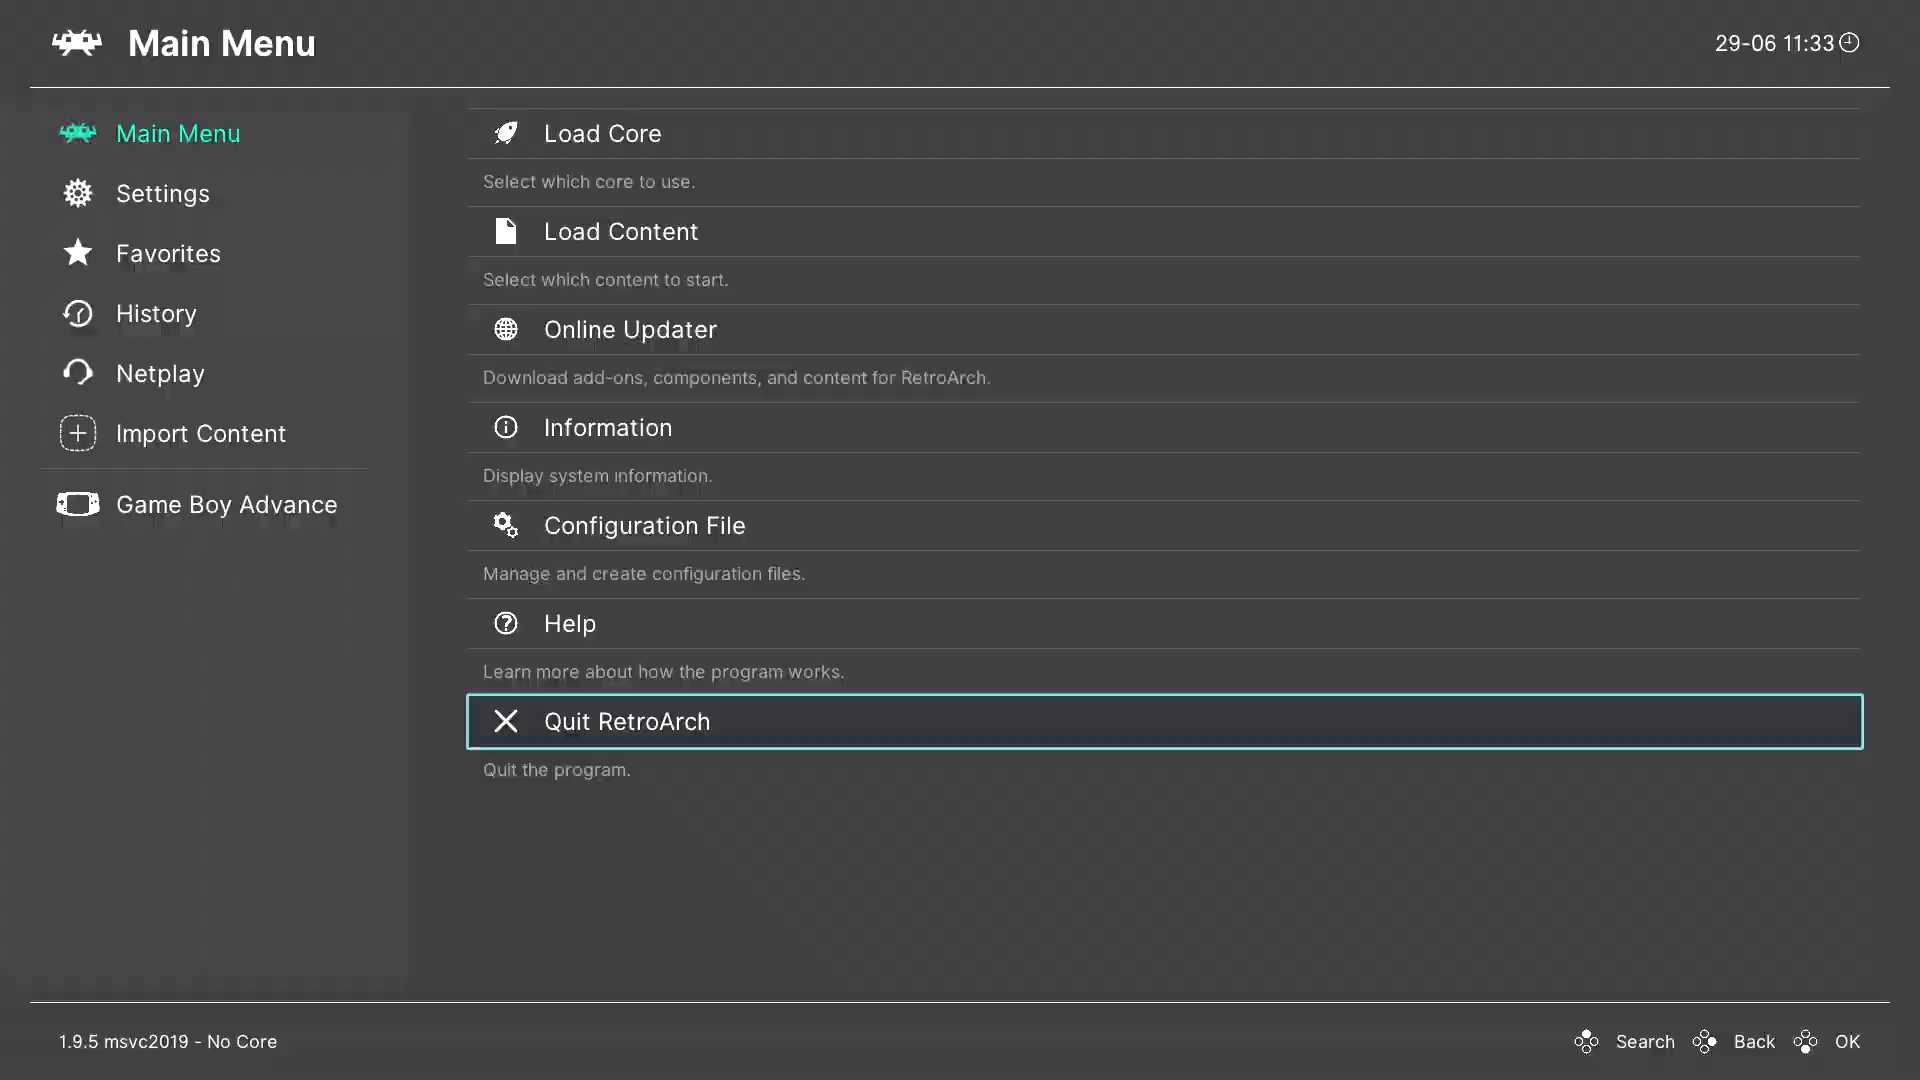 Main Menu
29-06 11:33
Main Menu
Settings
Favorites
History
Netplay
Import Content
Game Boy Advance
Load Core
Select which core to use.
Load Content
Select which content to start.
Online Updater
Download add-ons, components, and content for RetroArch.
Information
Display system information.
Configuration File
Manage and create configuration files.
Help
Learn more about how the program works.
Quit RetroArch
Quit the program.
1.9.5 msvc2019 - No Core
Search
Back
OK